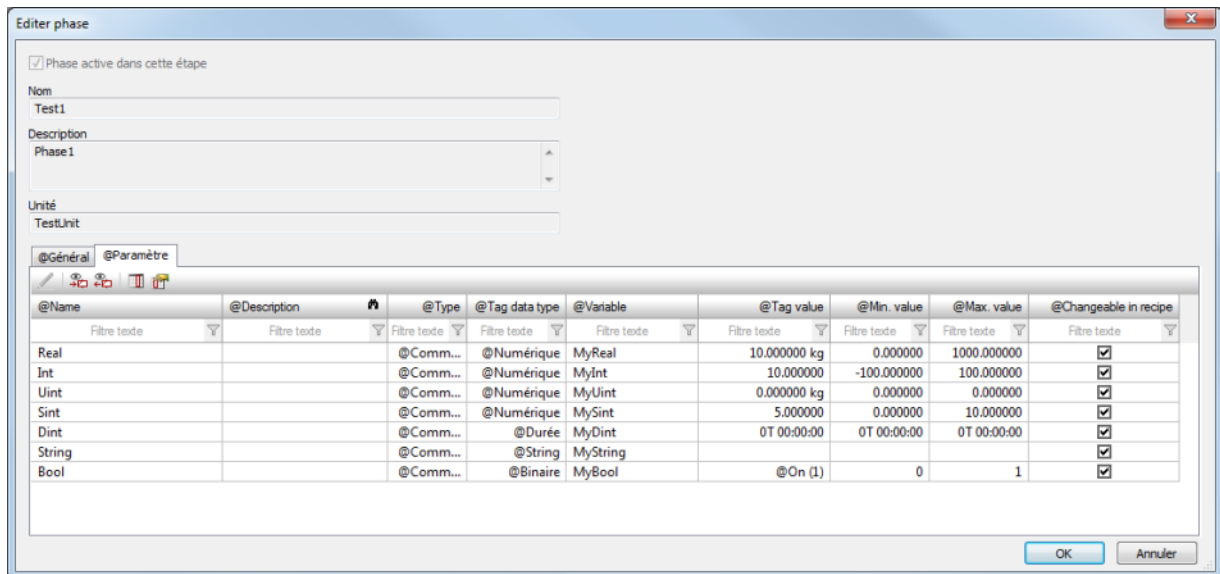 Editer phase
Phase active dans cette étape
Nom
Test1
Description
Phase1
Unité
TestUnit
@Général @Paramètre
@Name @Description @Type @Tag data type @Variable @Tag value @Min. value @Max. value @Changeable in recipe
Filtre texte Filtre texte Filtre texte Filtre texte Filtre texte Filtre texte Filtre texte Filtre texte Filtre texte
Real @Comm... @Numérique MyReal 10.000000 kg 0.000000 1000.000000
Int @Comm... @Numérique MyInt 10.000000 -100.000000 100.000000
Uint @Comm... @Numérique MyUint 0.000000 kg 0.000000 0.000000
Sint @Comm... @Numérique MySint 5.000000 0.000000 10.000000
Dint @Comm... @Durée MyDint 0T 00:00:00 0T 00:00:00 0T 00:00:00
String @Comm... @String MyString
Bool @Comm... @Binaire MyBool @On (1) 0 1
OK Annuler